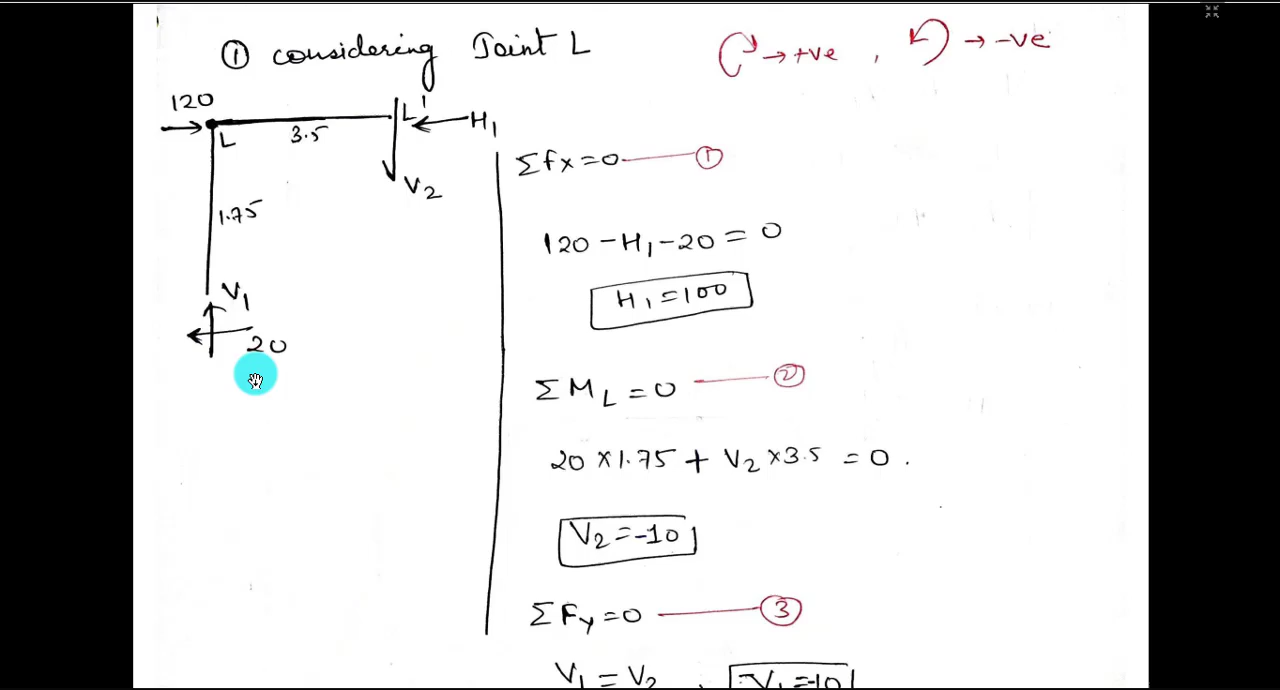 ① considering Joint L
→ +ve , → -ve
120
L 3.5 L' H₁
V₂
1.75
V₁
20
Σfx = 0 ①
120 - H₁ - 20 = 0
H₁ = 100
ΣM_L = 0 ②
20 × 1.75 + V₂ × 3.5 = 0 .
V₂ = -10
ΣF_y = 0 ③
V₁ = V₂ , V₁ = -10